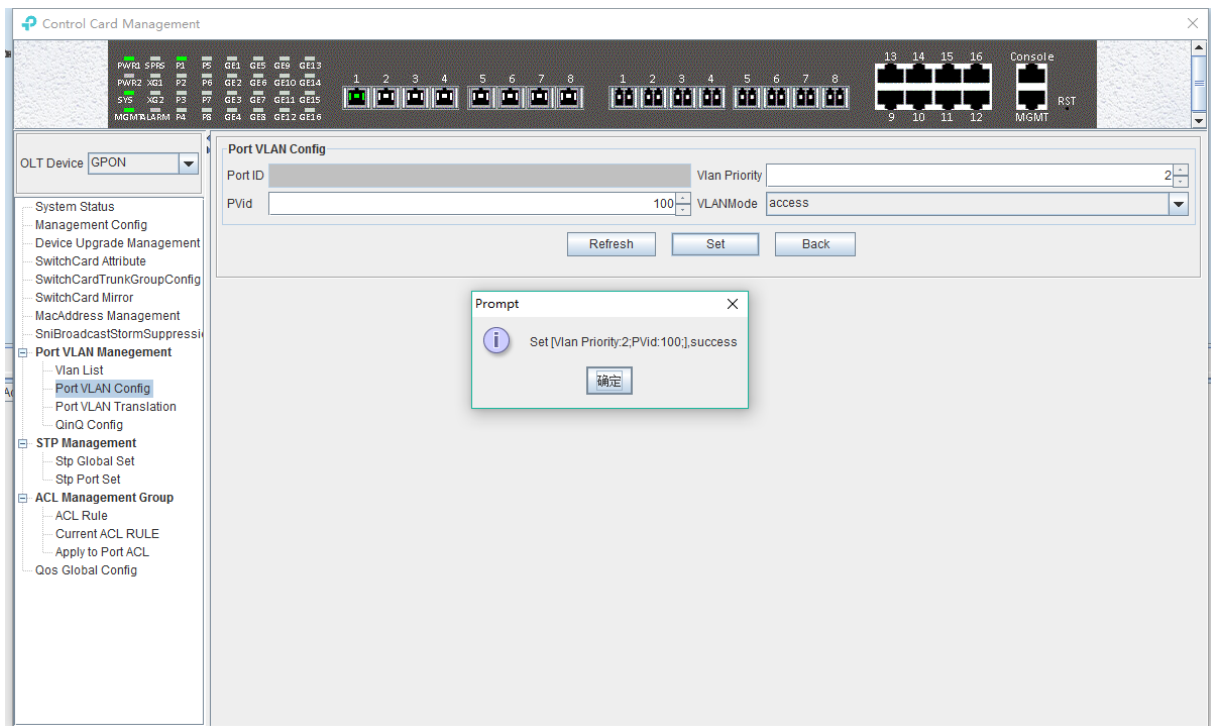 Control Card Management
PWR1 SPRS P1 P5 GE1 GE5 GE9 GE13
PWR2 XG1 P2 P6 GE2 GE6 GE10 GE14
SYS XG2 P3 P7 GE3 GE7 GE11 GE15
MGMT ALARM P4 P8 GE4 GE8 GE12 GE16
1 2 3 4 5 6 7 8 1 2 3 4 5 6 7 8
13 14 15 16 Console
RST
9 10 11 12 MGMT
OLT Device GPON
System Status
Management Config
Device Upgrade Management
SwitchCard Attribute
SwitchCardTrunkGroupConfig
SwitchCard Mirror
MacAddress Management
SniBroadcastStormSuppressi
Port VLAN Manegement
Vlan List
Port VLAN Config
Port VLAN Translation
QinQ Config
STP Management
Stp Global Set
Stp Port Set
ACL Management Group
ACL Rule
Current ACL RULE
Apply to Port ACL
Qos Global Config
Port VLAN Config
Port ID Vlan Priority 2
PVid 100 VLANMode access
Refresh Set Back
Prompt
Set [Vlan Priority:2;PVid:100;],success
确定